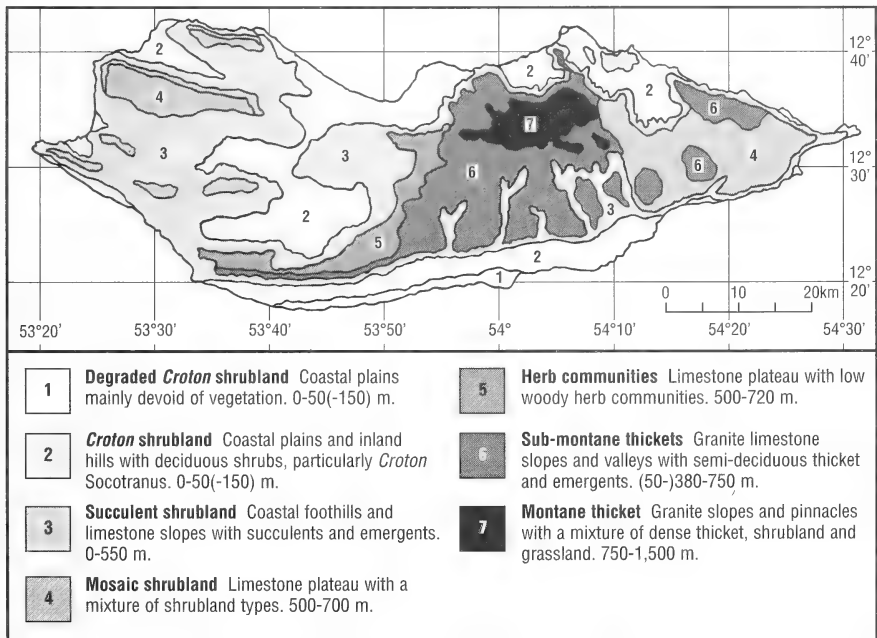 2
4
3
3
2
5
2
7
6
2
6
6
4
3
2
1
12°
40'
12°
30'
12°
20'
0 10 20km
53°20' 53°30' 53°40' 53°50' 54° 54°10' 54°20' 54°30'
1 Degraded Croton shrubland Coastal plains
mainly devoid of vegetation. 0-50(-150) m.
2 Croton shrubland Coastal plains and inland
hills with deciduous shrubs, particularly Croton
Socotranus. 0-50(-150) m.
3 Succulent shrubland Coastal foothills and
limestone slopes with succulents and emergents.
0-550 m.
4 Mosaic shrubland Limestone plateau with a
mixture of shrubland types. 500-700 m.
5 Herb communities Limestone plateau with low
woody herb communities. 500-720 m.
6 Sub-montane thickets Granite limestone
slopes and valleys with semi-deciduous thicket
and emergents. (50-)380-750 m.
7 Montane thicket Granite slopes and pinnacles
with a mixture of dense thicket, shrubland and
grassland. 750-1,500 m.